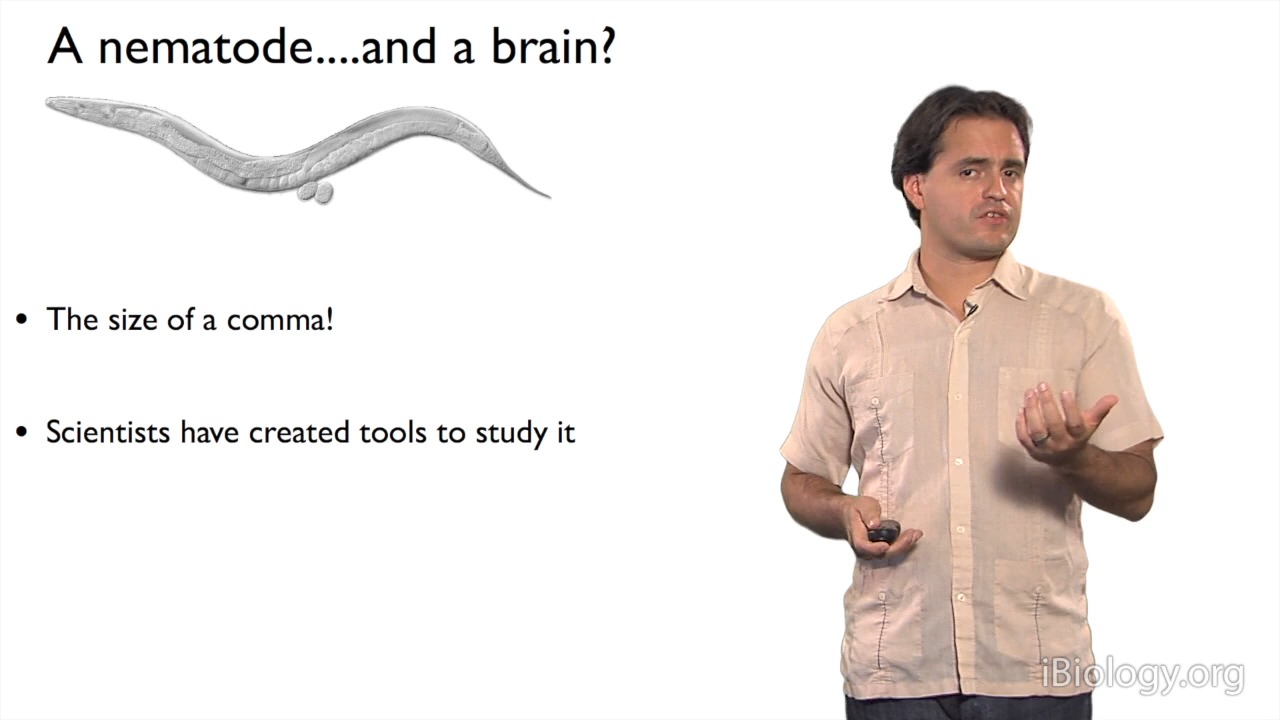 A nematode....and a brain?
• The size of a comma!
• Scientists have created tools to study it
iBiology.org